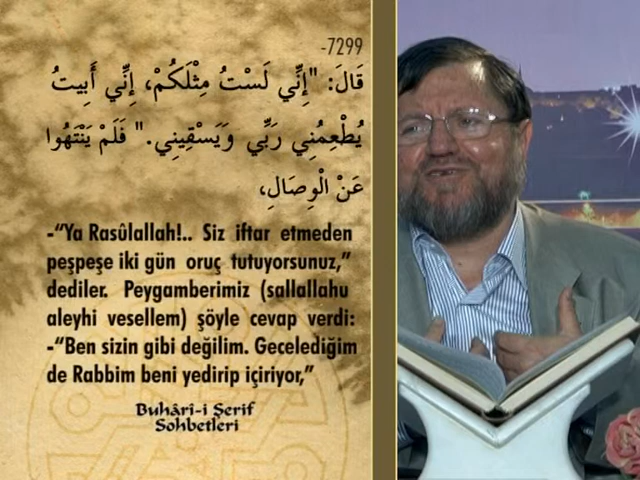 -7299
قَالَ: "إِنِّي لَسْتُ مِثْلَكُمْ، إِنِّي أَبِيتُ
يُطْعِمُنِي رَبِّي وَيَسْقِينِي." فَلَمْ يَنْتَهُوا
عَنْ الْوِصَالِ،
-“Ya Rasûlallah!.. Siz iftar etmeden
peşpeşe iki gün oruç tutuyorsunuz,”
dediler. Peygamberimiz (sallallahu
aleyhi vesellem) şöyle cevap verdi:
-“Ben sizin gibi değilim. Gecelediğim
de Rabbim beni yedirip içiriyor,”
Buhârî-i Şerif
Sohbetleri